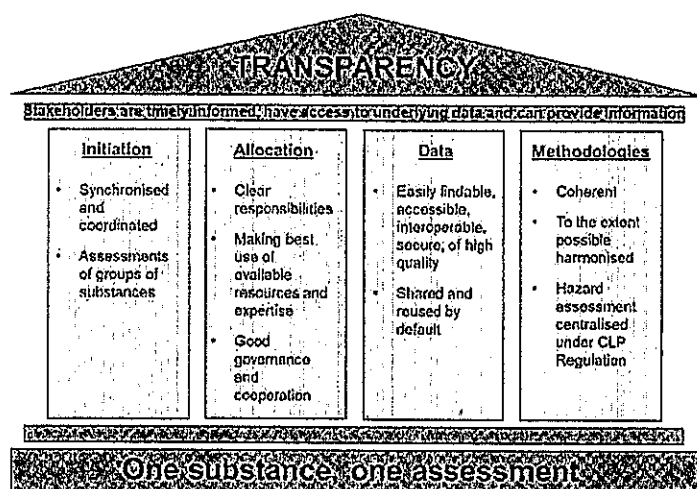 TRANSPARENCY
Stakeholders are timely informed, have access to underlying data and can provide information
Initiation
• Synchronised
and
coordinated
• Assessments
of groups of
substances
Allocation
• Clear
responsibilities
• Making best
use of
available
resources and
expertise
• Good
governance
and
cooperation
Data
• Easily findable,
accessible,
interoperable,
secure, of high
quality
• Shared and
reused by
default
Methodologies
• Coherent
• To the extent
possible
harmonised
• Hazard
assessment
centralised
under CLP
Regulation
One substance, one assessment